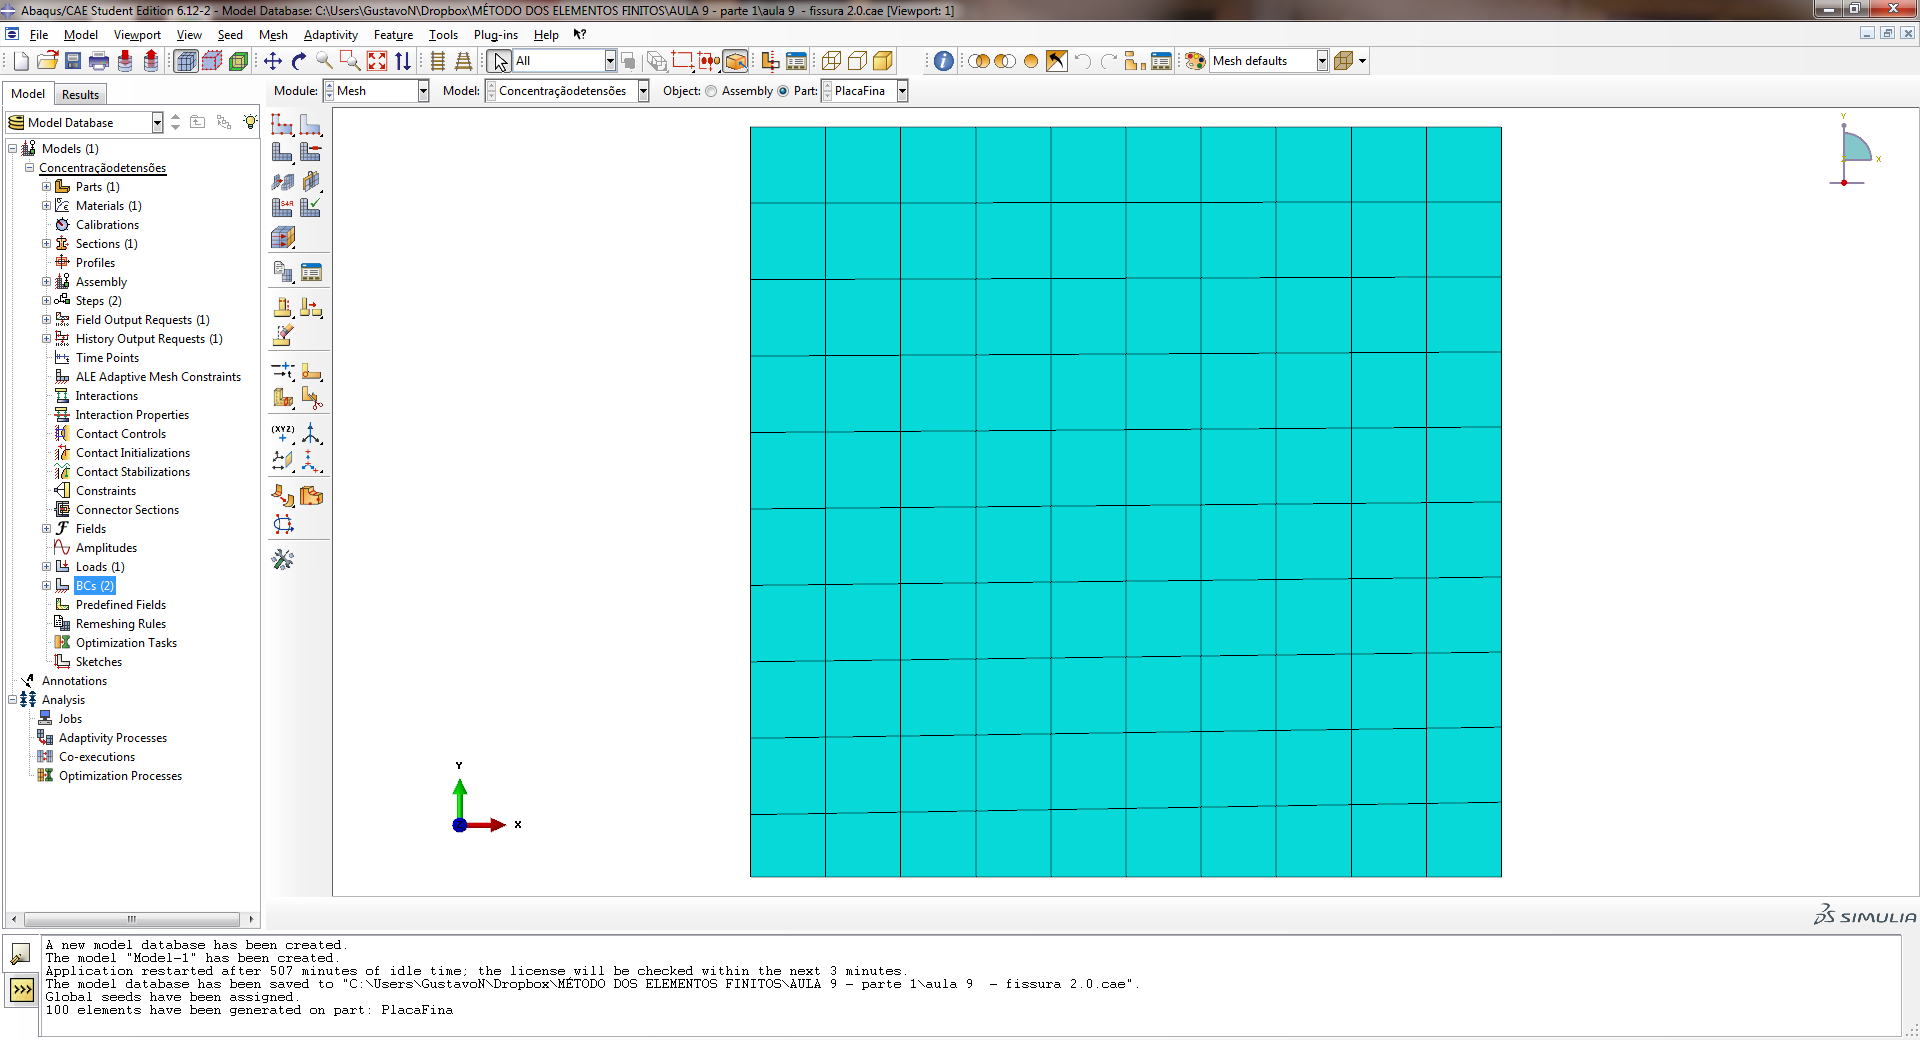 Abaqus/CAE Student Edition 6.12-2 - Model Database: C:\Users\GustavoN\Dropbox\MÉTODO DOS ELEMENTOS FINITOS\AULA 9 - parte 1\aula 9  - fissura 2.0.cae [Viewport: 1]
File Model Viewport View Seed Mesh Adaptivity Feature Tools Plug-ins Help
All
Mesh defaults
Model Results
Module: Mesh Model: Concentraçãodetensões Object: Assembly Part: PlacaFina
Model Database
Models (1)
Concentraçãodetensões
Parts (1)
Materials (1)
Calibrations
Sections (1)
Profiles
Assembly
Steps (2)
Field Output Requests (1)
History Output Requests (1)
Time Points
ALE Adaptive Mesh Constraints
Interactions
Interaction Properties
Contact Controls
Contact Initializations
Contact Stabilizations
Constraints
Connector Sections
Fields
Amplitudes
Loads (1)
BCs (2)
Predefined Fields
Remeshing Rules
Optimization Tasks
Sketches
Annotations
Analysis
Jobs
Adaptivity Processes
Co-executions
Optimization Processes
S4R
(XYZ)
Y
X
Y
X
SIMULIA
A new model database has been created.
The model "Model-1" has been created.
Application restarted after 507 minutes of idle time; the license will be checked within the next 3 minutes.
The model database has been saved to "C:\Users\GustavoN\Dropbox\MÉTODO DOS ELEMENTOS FINITOS\AULA 9 - parte 1\aula 9  - fissura 2.0.cae".
Global seeds have been assigned.
100 elements have been generated on part: PlacaFina
>>>